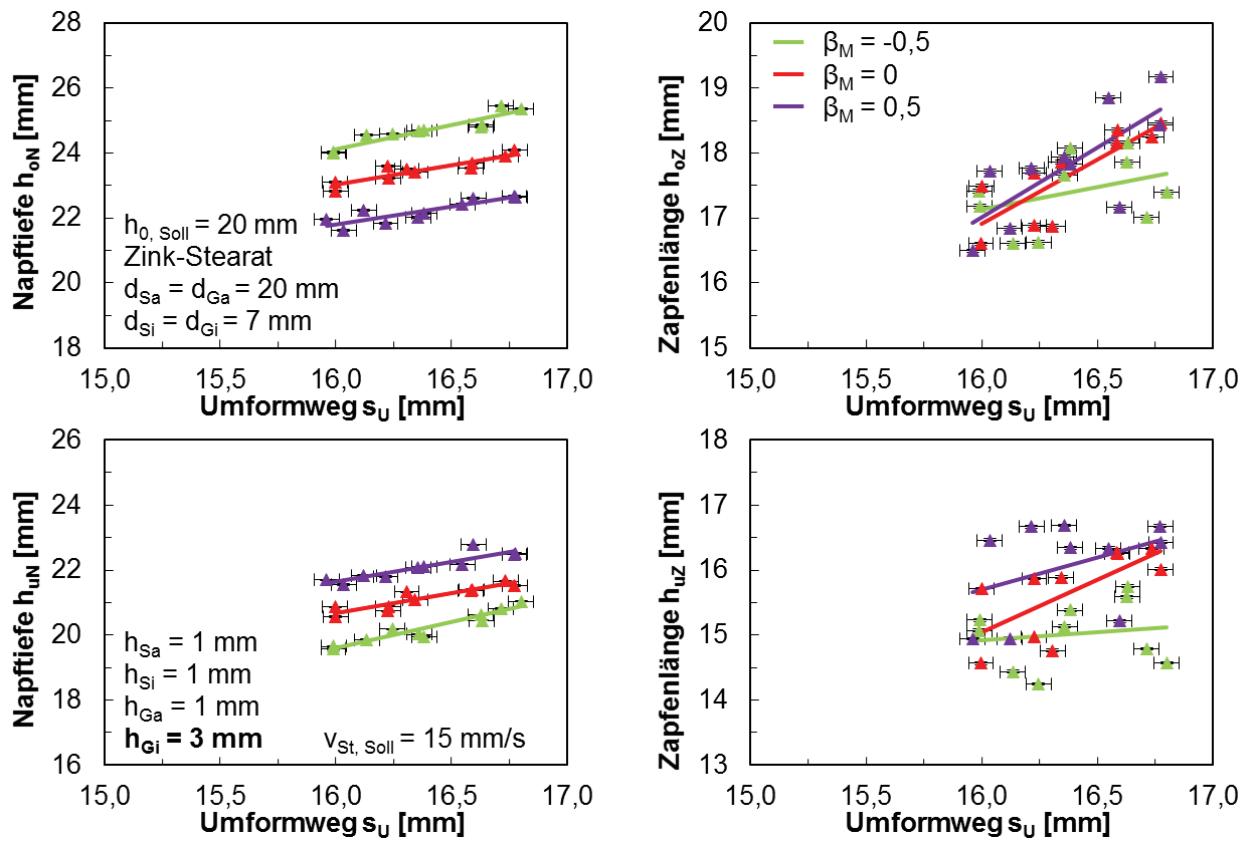 28
26
24
22
20
18
Napftiefe h_oN [mm]
h_0, Soll = 20 mm
Zink-Stearat
d_Sa = d_Ga = 20 mm
d_Si = d_Gi = 7 mm
15,0 15,5 16,0 16,5 17,0
Umformweg s_U [mm]
20
19
18
17
16
15
Zapfenlänge h_oZ [mm]
β_M = -0,5
β_M = 0
β_M = 0,5
15,0 15,5 16,0 16,5 17,0
Umformweg s_U [mm]
26
24
22
20
18
16
Napftiefe h_uN [mm]
h_Sa = 1 mm
h_Si = 1 mm
h_Ga = 1 mm
h_Gi = 3 mm v_St, Soll = 15 mm/s
15,0 15,5 16,0 16,5 17,0
Umformweg s_U [mm]
18
17
16
15
14
13
Zapfenlänge h_uZ [mm]
15,0 15,5 16,0 16,5 17,0
Umformweg s_U [mm]